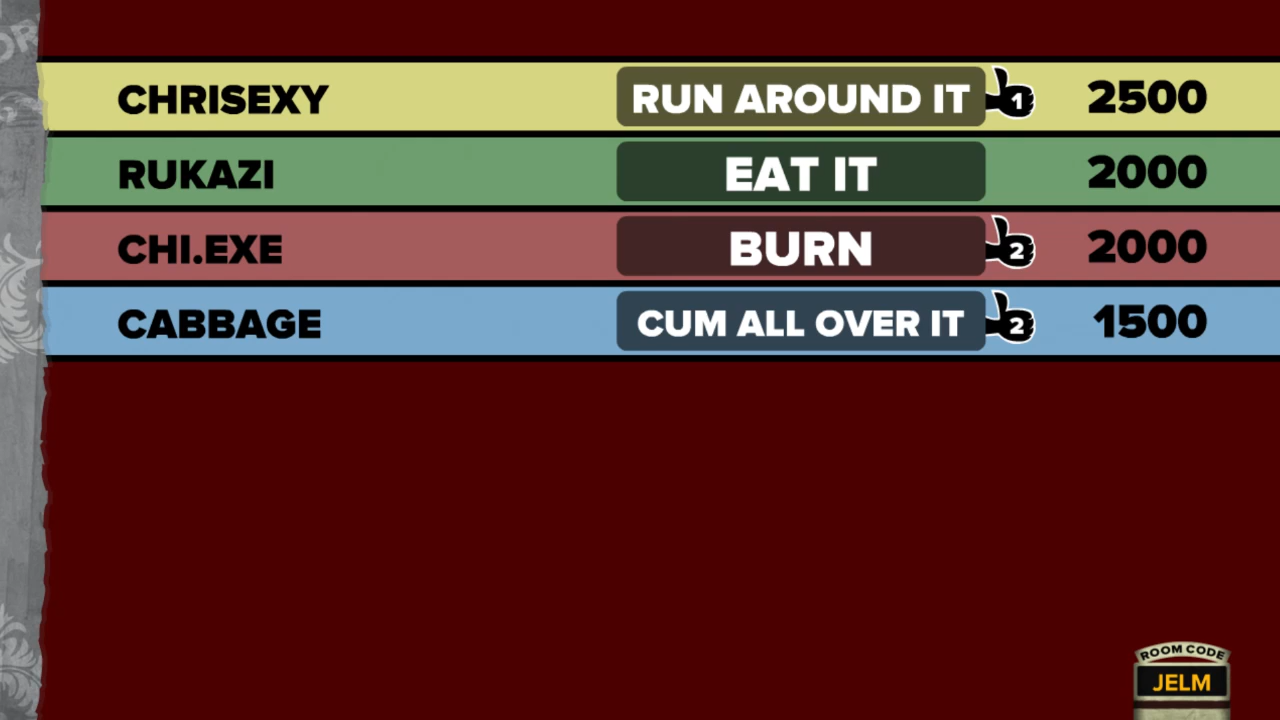 CHRISEXY RUN AROUND IT 1 2500
RUKAZI EAT IT 2000
CHI.EXE BURN 2 2000
CABBAGE CUM ALL OVER IT 2 1500
ROOM CODE
JELM